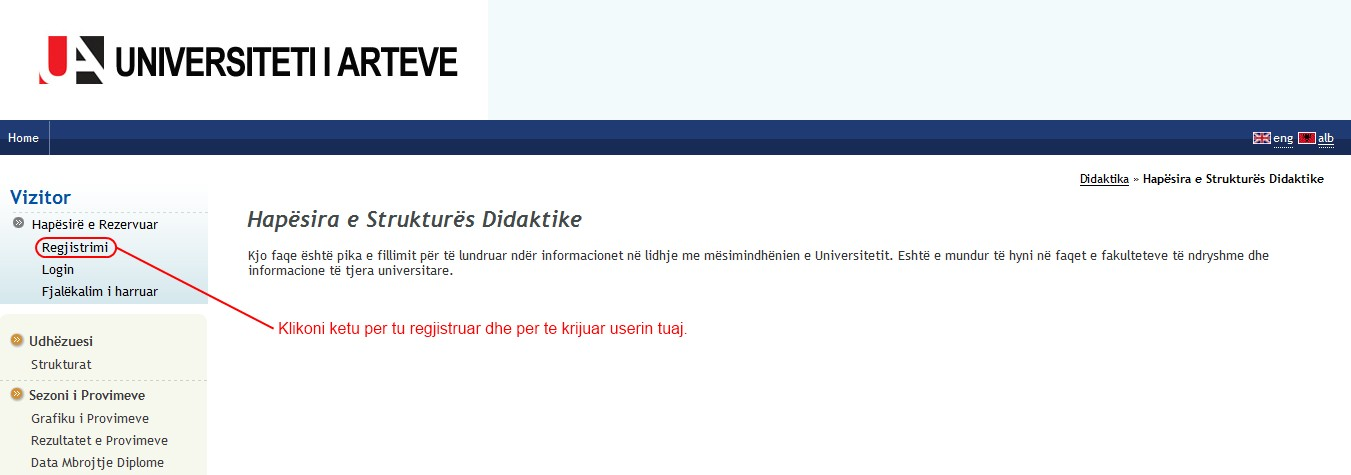 UA UNIVERSITETI I ARTEVE
Home
eng alb
Didaktika » Hapësira e Strukturës Didaktike
Vizitor
Hapësirë e Rezervuar
Regjistrimi
Login
Fjalëkalim i harruar
Hapësira e Strukturës Didaktike
Kjo faqe është pika e fillimit për të lundruar ndër informacionet në lidhje me mësimindhënien e Universitetit. Eshtë e mundur të hyni në faqet e fakulteteve të ndryshme dhe
informacione të tjera universitare.
Klikoni ketu per tu regjistruar dhe per te krijuar userin tuaj.
Udhëzuesi
Strukturat
Sezoni i Provimeve
Grafiku i Provimeve
Rezultatet e Provimeve
Data Mbrojtje Diplome